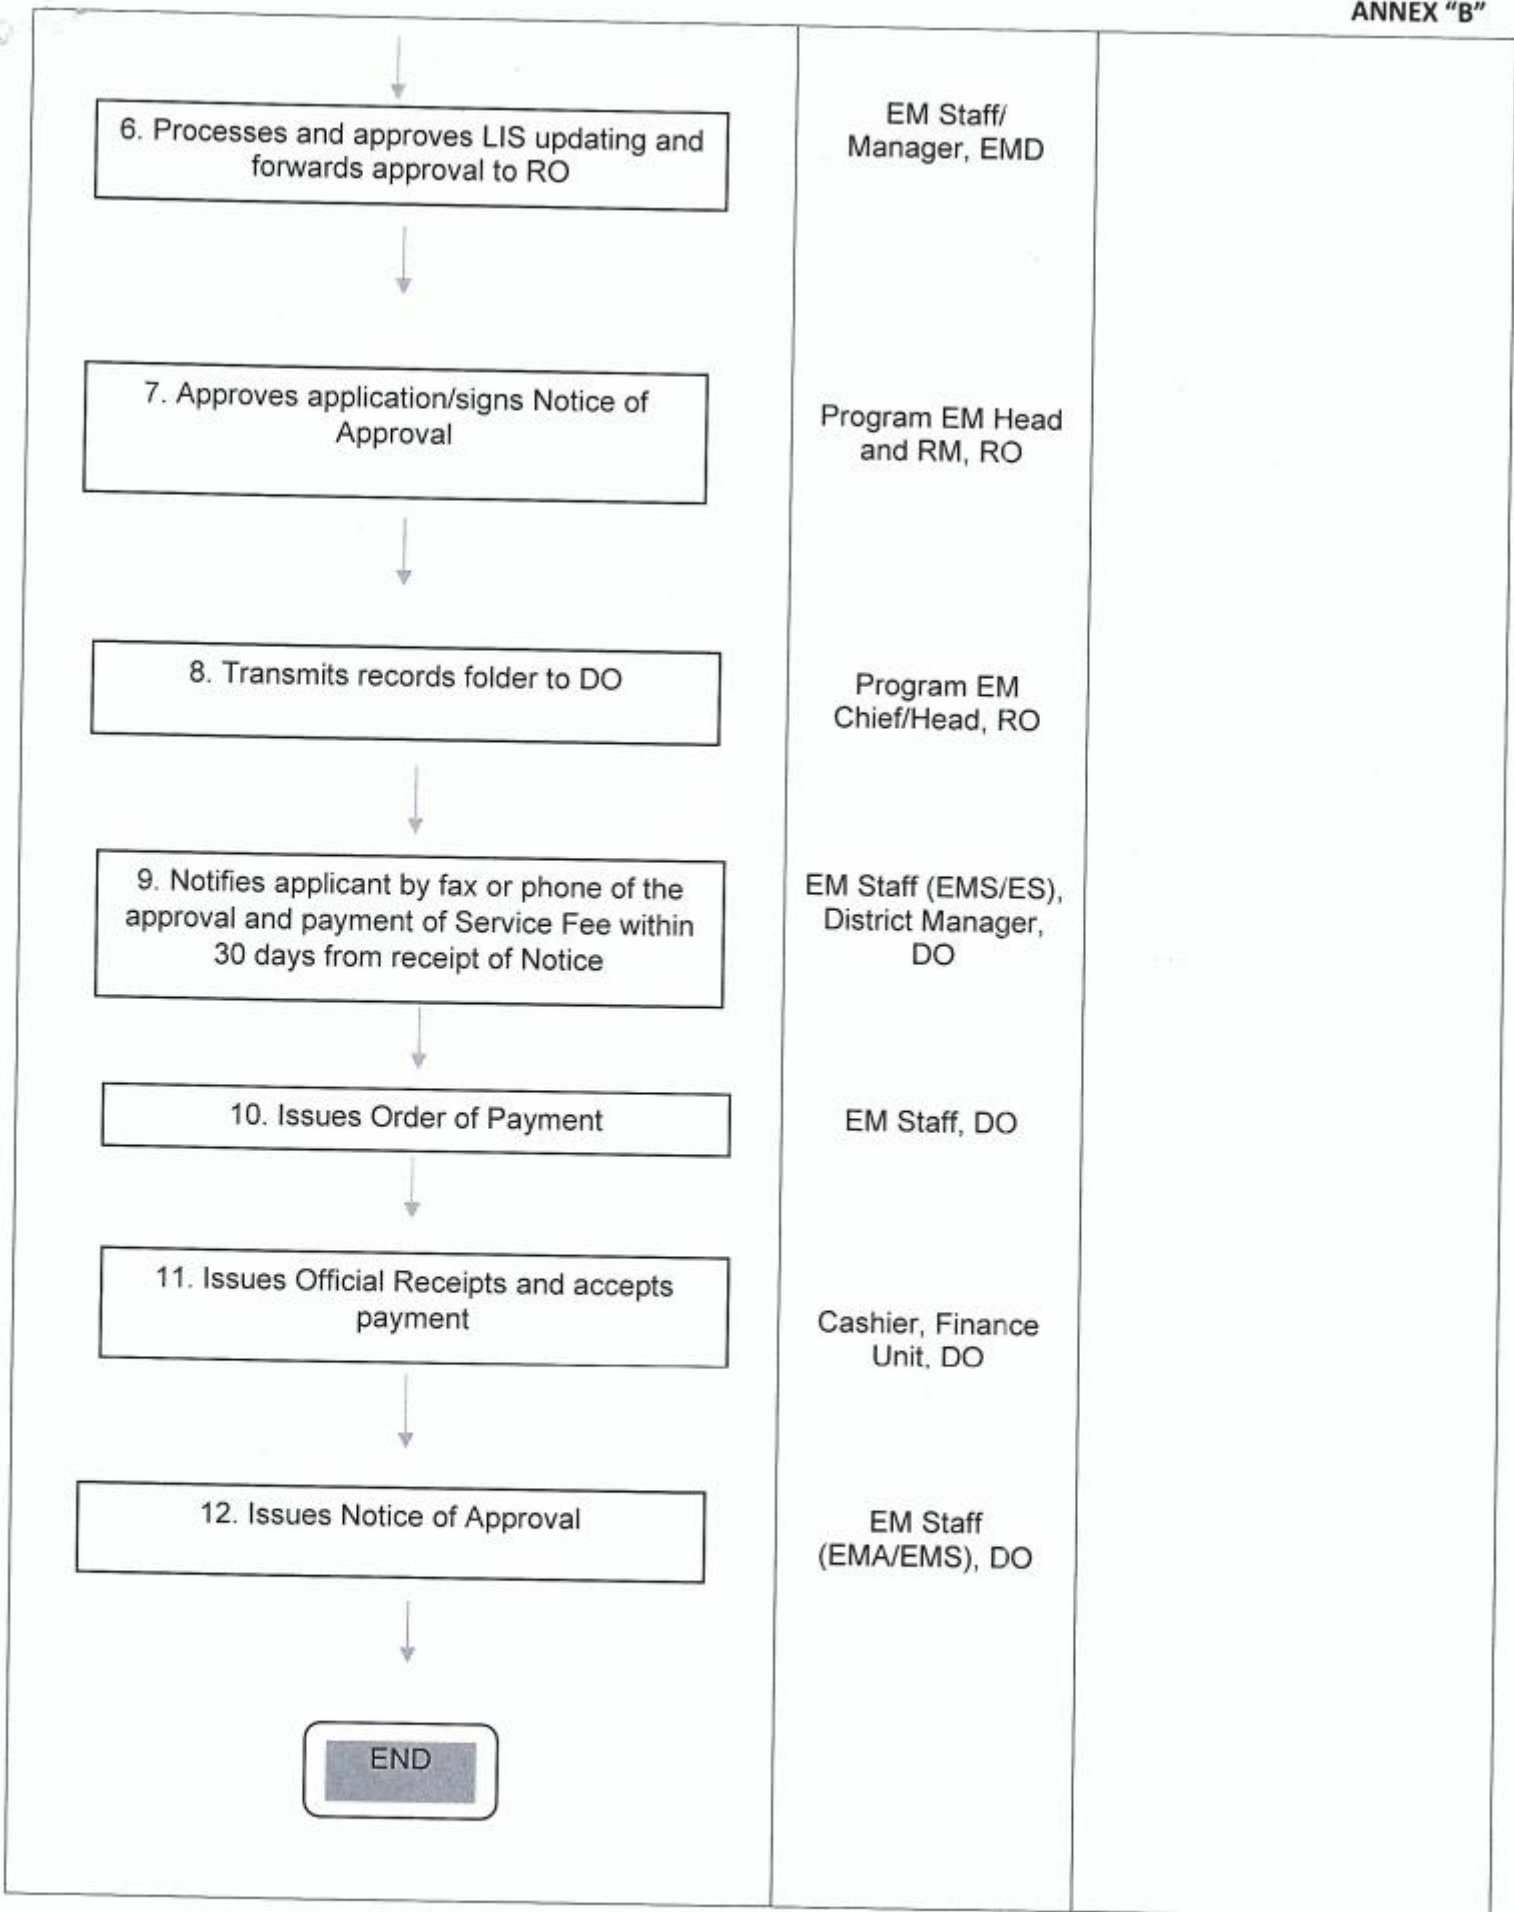 ANNEX “B”
6. Processes and approves LIS updating and
forwards approval to RO
EM Staff/
Manager, EMD
7. Approves application/signs Notice of
Approval
Program EM Head
and RM, RO
8. Transmits records folder to DO
Program EM
Chief/Head, RO
9. Notifies applicant by fax or phone of the
approval and payment of Service Fee within
30 days from receipt of Notice
EM Staff (EMS/ES),
District Manager,
DO
10. Issues Order of Payment
EM Staff, DO
11. Issues Official Receipts and accepts
payment
Cashier, Finance
Unit, DO
12. Issues Notice of Approval
EM Staff
(EMA/EMS), DO
END